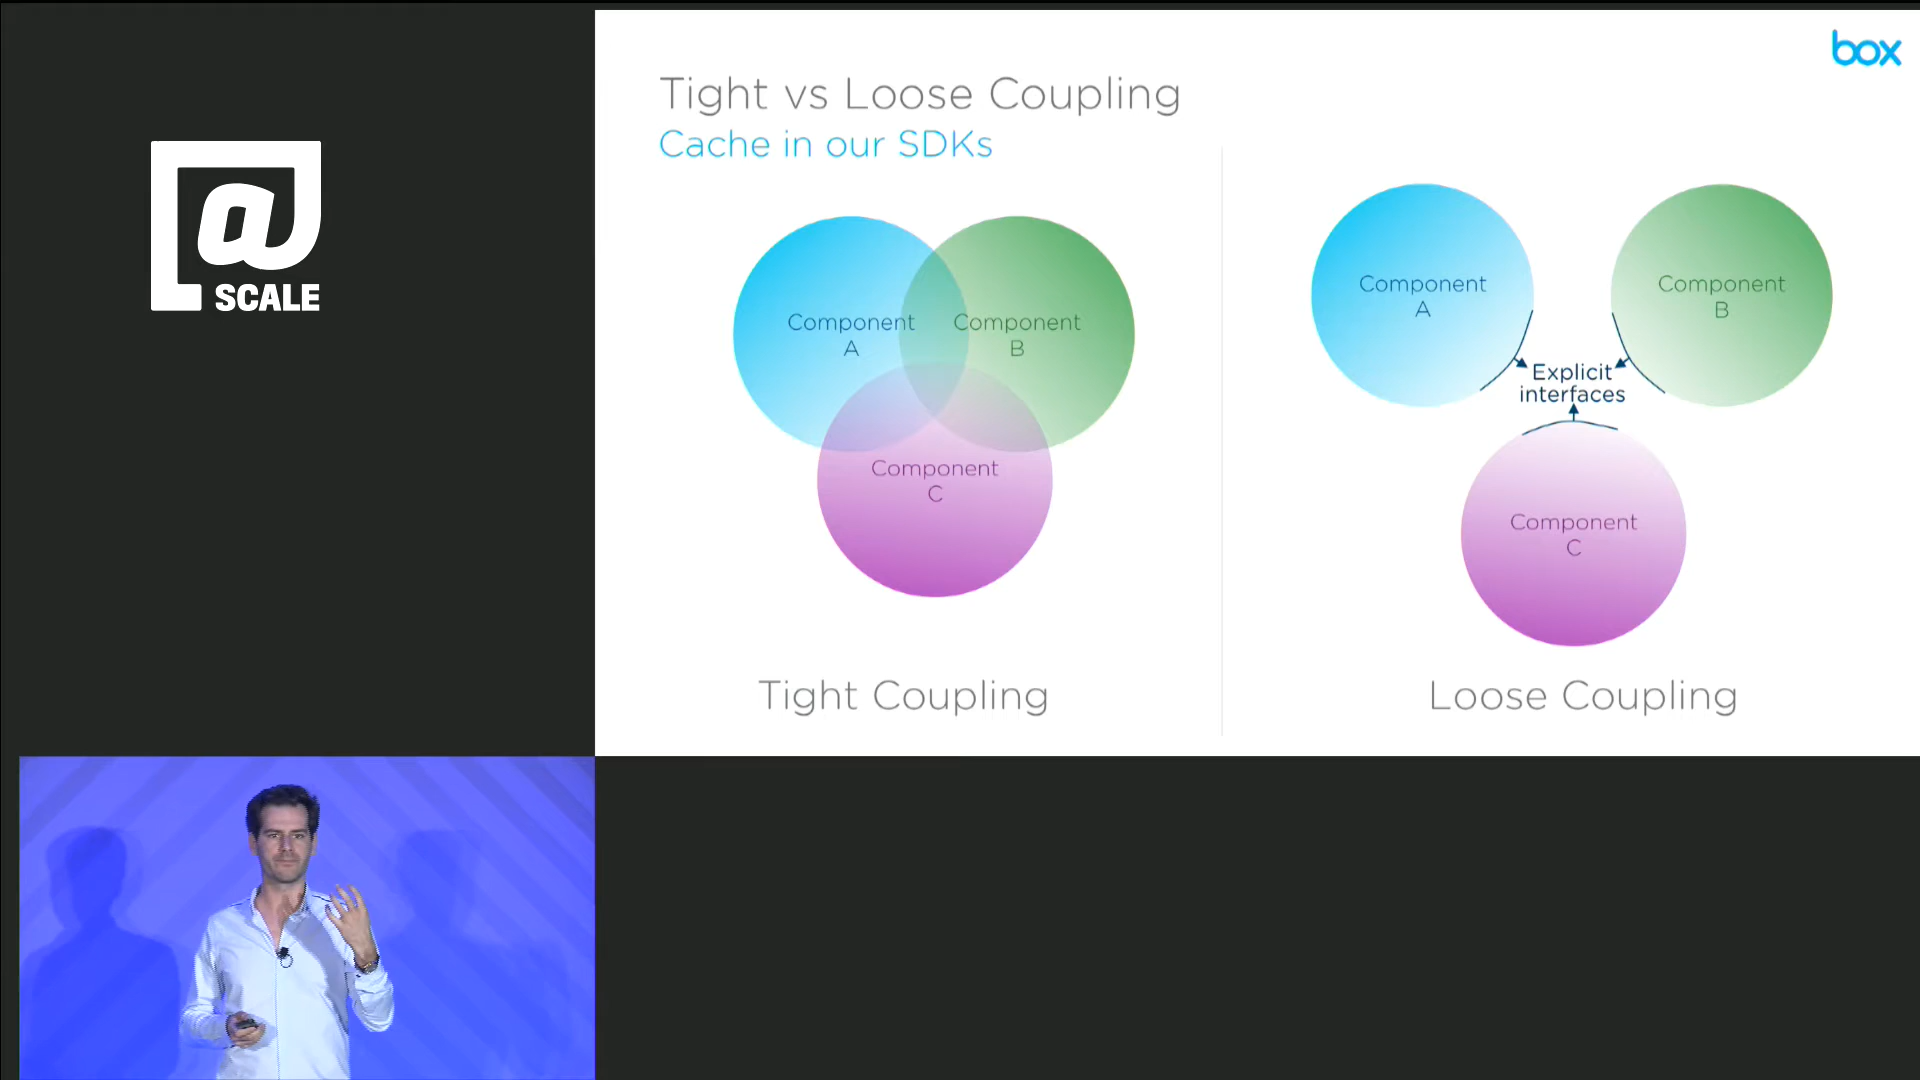 @
SCALE
box
Tight vs Loose Coupling
Cache in our SDKs
Component
A
Component
B
Component
C
Tight Coupling
Component
A
Component
B
Explicit
interfaces
Component
C
Loose Coupling